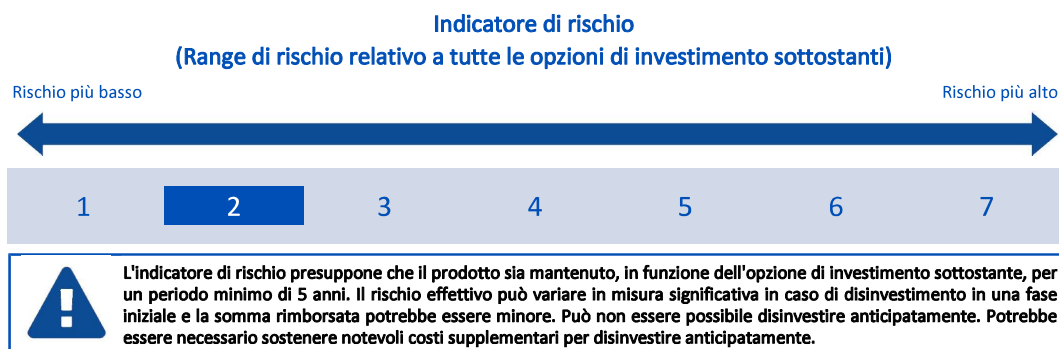 Indicatore di rischio
(Range di rischio relativo a tutte le opzioni di investimento sottostanti)
Rischio più basso Rischio più alto
1 2 3 4 5 6 7
L'indicatore di rischio presuppone che il prodotto sia mantenuto, in funzione dell'opzione di investimento sottostante, per
un periodo minimo di 5 anni. Il rischio effettivo può variare in misura significativa in caso di disinvestimento in una fase
iniziale e la somma rimborsata potrebbe essere minore. Può non essere possibile disinvestire anticipatamente. Potrebbe
essere necessario sostenere notevoli costi supplementari per disinvestire anticipatamente.